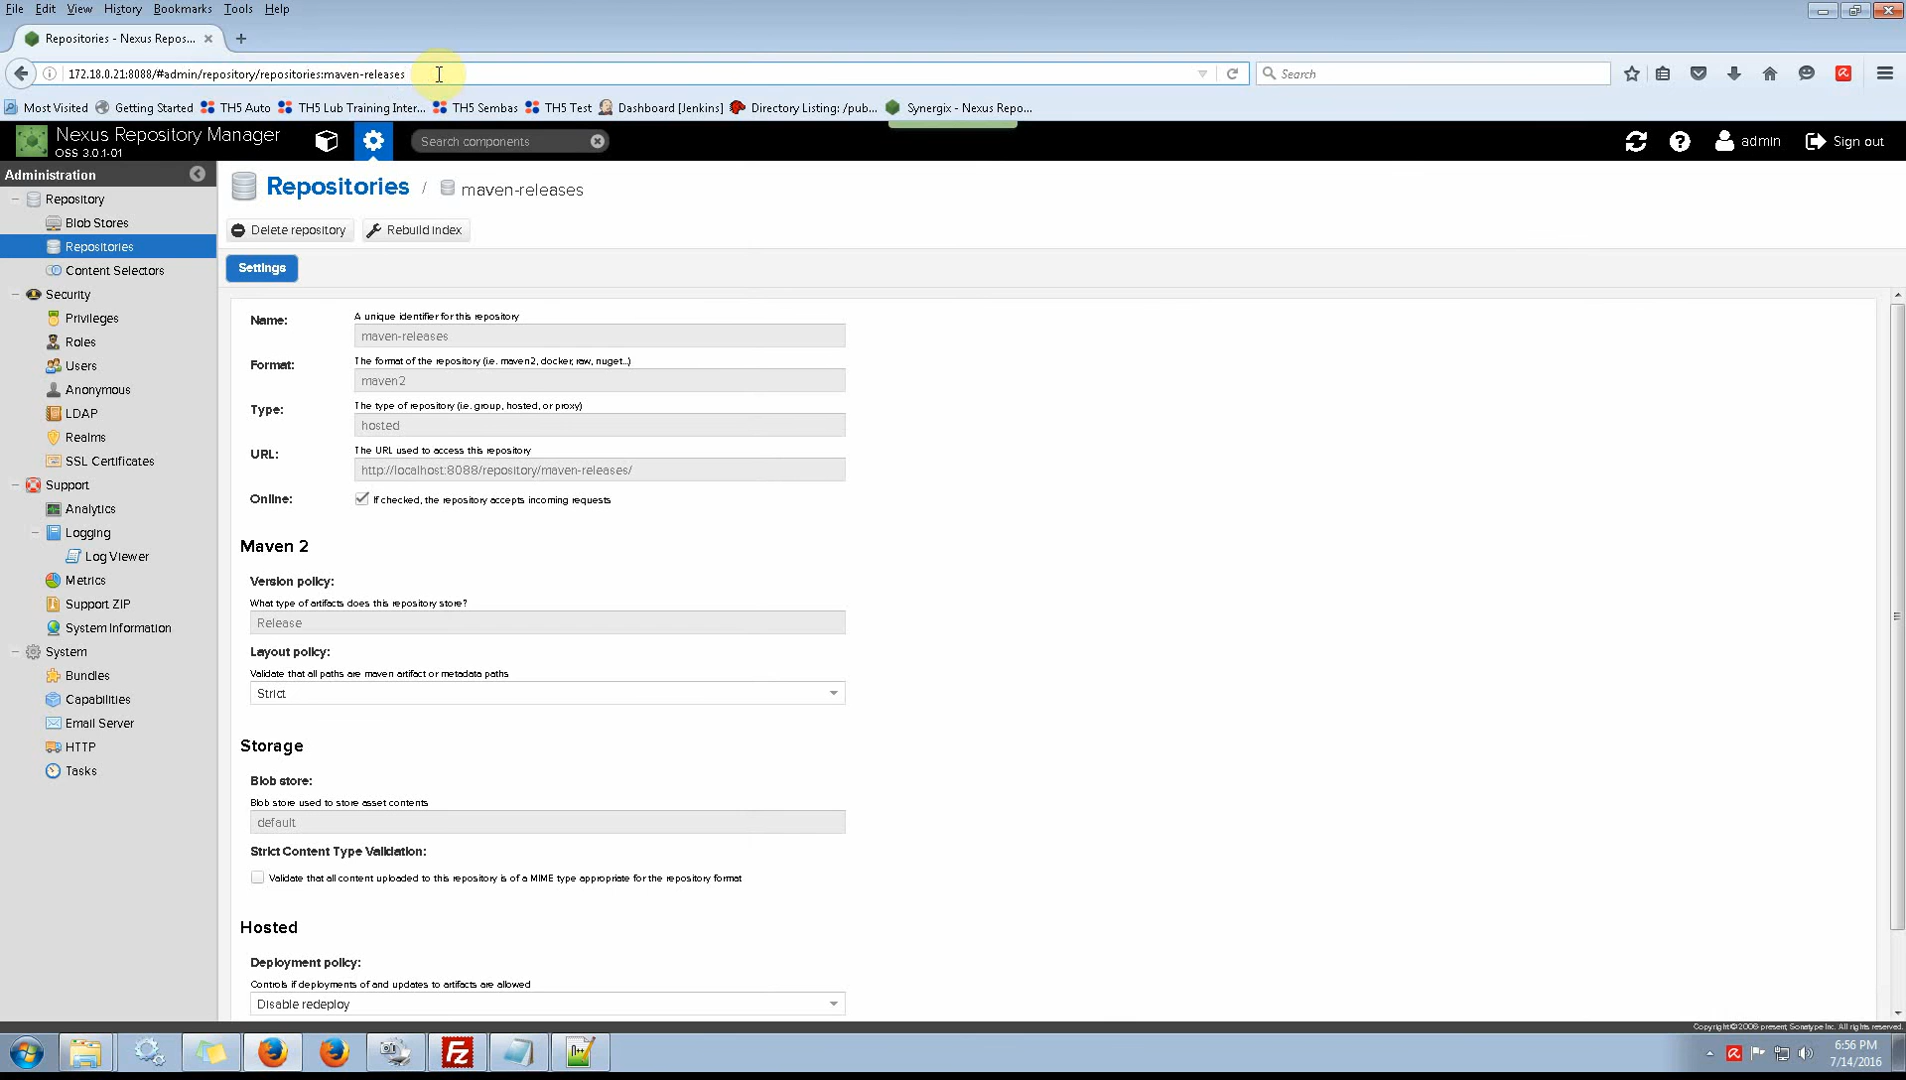 File Edit View History Bookmarks Tools Help
Repositories - Nexus Repos...
172.18.0.21:8088/#admin/repository/repositories:maven-releases
Search
Most Visited Getting Started TH5 Auto TH5 Lub Training Inter... TH5 Sembas TH5 Test Dashboard [Jenkins] Directory Listing: /pub... Synergix - Nexus Repo...
Nexus Repository Manager
OSS 3.0.1-01
Search components
admin Sign out
Administration
Repository
Blob Stores
Repositories
Content Selectors
Security
Privileges
Roles
Users
Anonymous
LDAP
Realms
SSL Certificates
Support
Analytics
Logging
Log Viewer
Metrics
Support ZIP
System Information
System
Bundles
Capabilities
Email Server
HTTP
Tasks
Repositories / maven-releases
Delete repository Rebuild index
Settings
Name: A unique identifier for this repository
maven-releases
Format: The format of the repository (i.e. maven2, docker, raw, nuget...)
maven2
Type: The type of repository (i.e. group, hosted, or proxy)
hosted
URL: The URL used to access this repository
http://localhost:8088/repository/maven-releases/
Online: If checked, the repository accepts incoming requests
Maven 2
Version policy:
What type of artifacts does this repository store?
Release
Layout policy:
Validate that all paths are maven artifact or metadata paths
Strict
Storage
Blob store:
Blob store used to store asset contents
default
Strict Content Type Validation:
Validate that all content uploaded to this repository is of a MIME type appropriate for the repository format
Hosted
Deployment policy:
Controls if deployments of and updates to artifacts are allowed
Disable redeploy
Copyright © 2008-present, Sonatype Inc. All rights reserved.
6:56 PM
7/14/2016